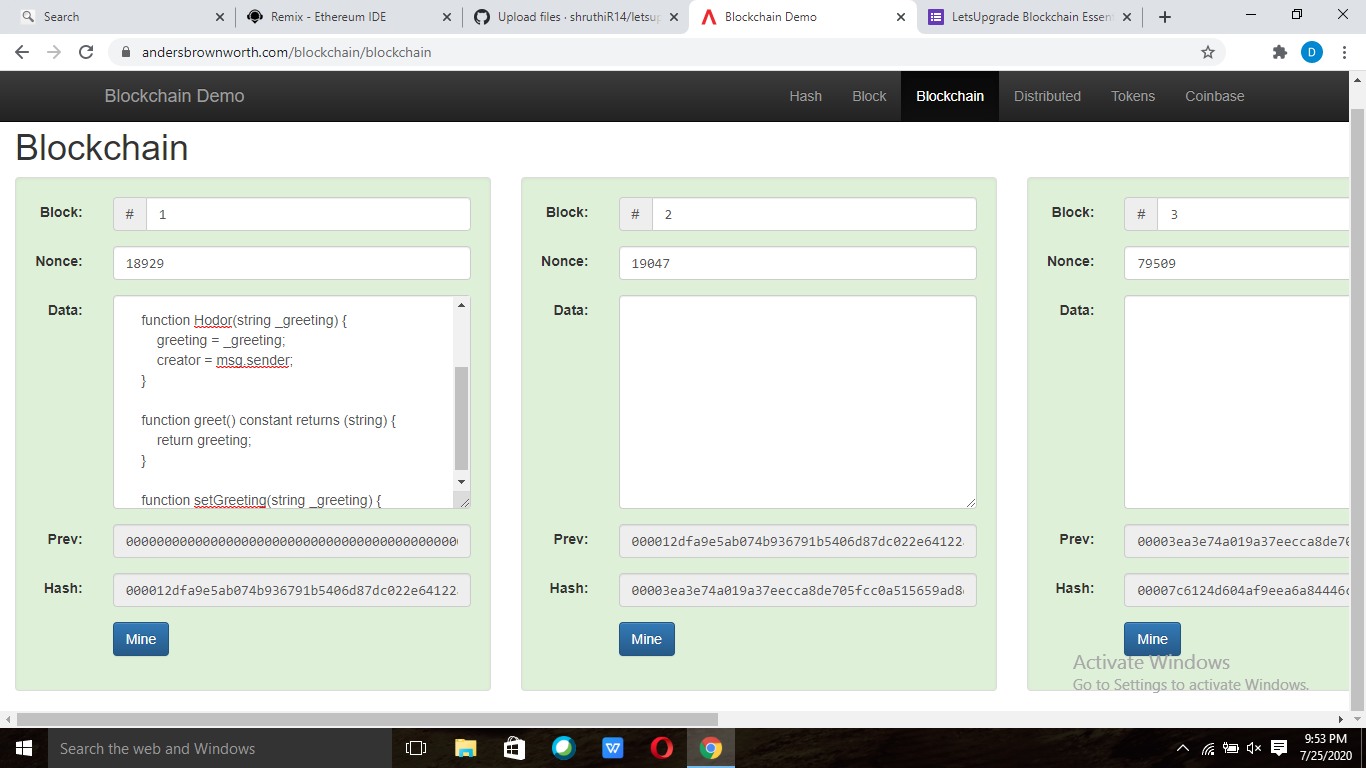 Search
Remix - Ethereum IDE
Upload files · shruthiR14/letsup
Blockchain Demo
LetsUpgrade Blockchain Essen
andersbrownworth.com/blockchain/blockchain
D
Blockchain Demo
Hash
Block
Blockchain
Distributed
Tokens
Coinbase
Blockchain
Block:
# 1
Nonce:
18929
Data:
function Hodor(string _greeting) {
greeting = _greeting;
creator = msg.sender;
}
function greet() constant returns (string) {
return greeting;
}
function setGreeting(string _greeting) {
Prev:
00000000000000000000000000000000000000000000
Hash:
000012dfa9e5ab074b936791b5406d87dc022e64122
Mine
Block:
# 2
Nonce:
19047
Data:
Prev:
000012dfa9e5ab074b936791b5406d87dc022e64122
Hash:
00003ea3e74a019a37eecca8de705fcc0a515659ad8
Mine
Block:
# 3
Nonce:
79509
Data:
Prev:
00003ea3e74a019a37eecca8de70
Hash:
00007c6124d604af9eea6a84446
Mine
Activate Windows
Go to Settings to activate Windows.
Search the web and Windows
W
9:53 PM
7/25/2020